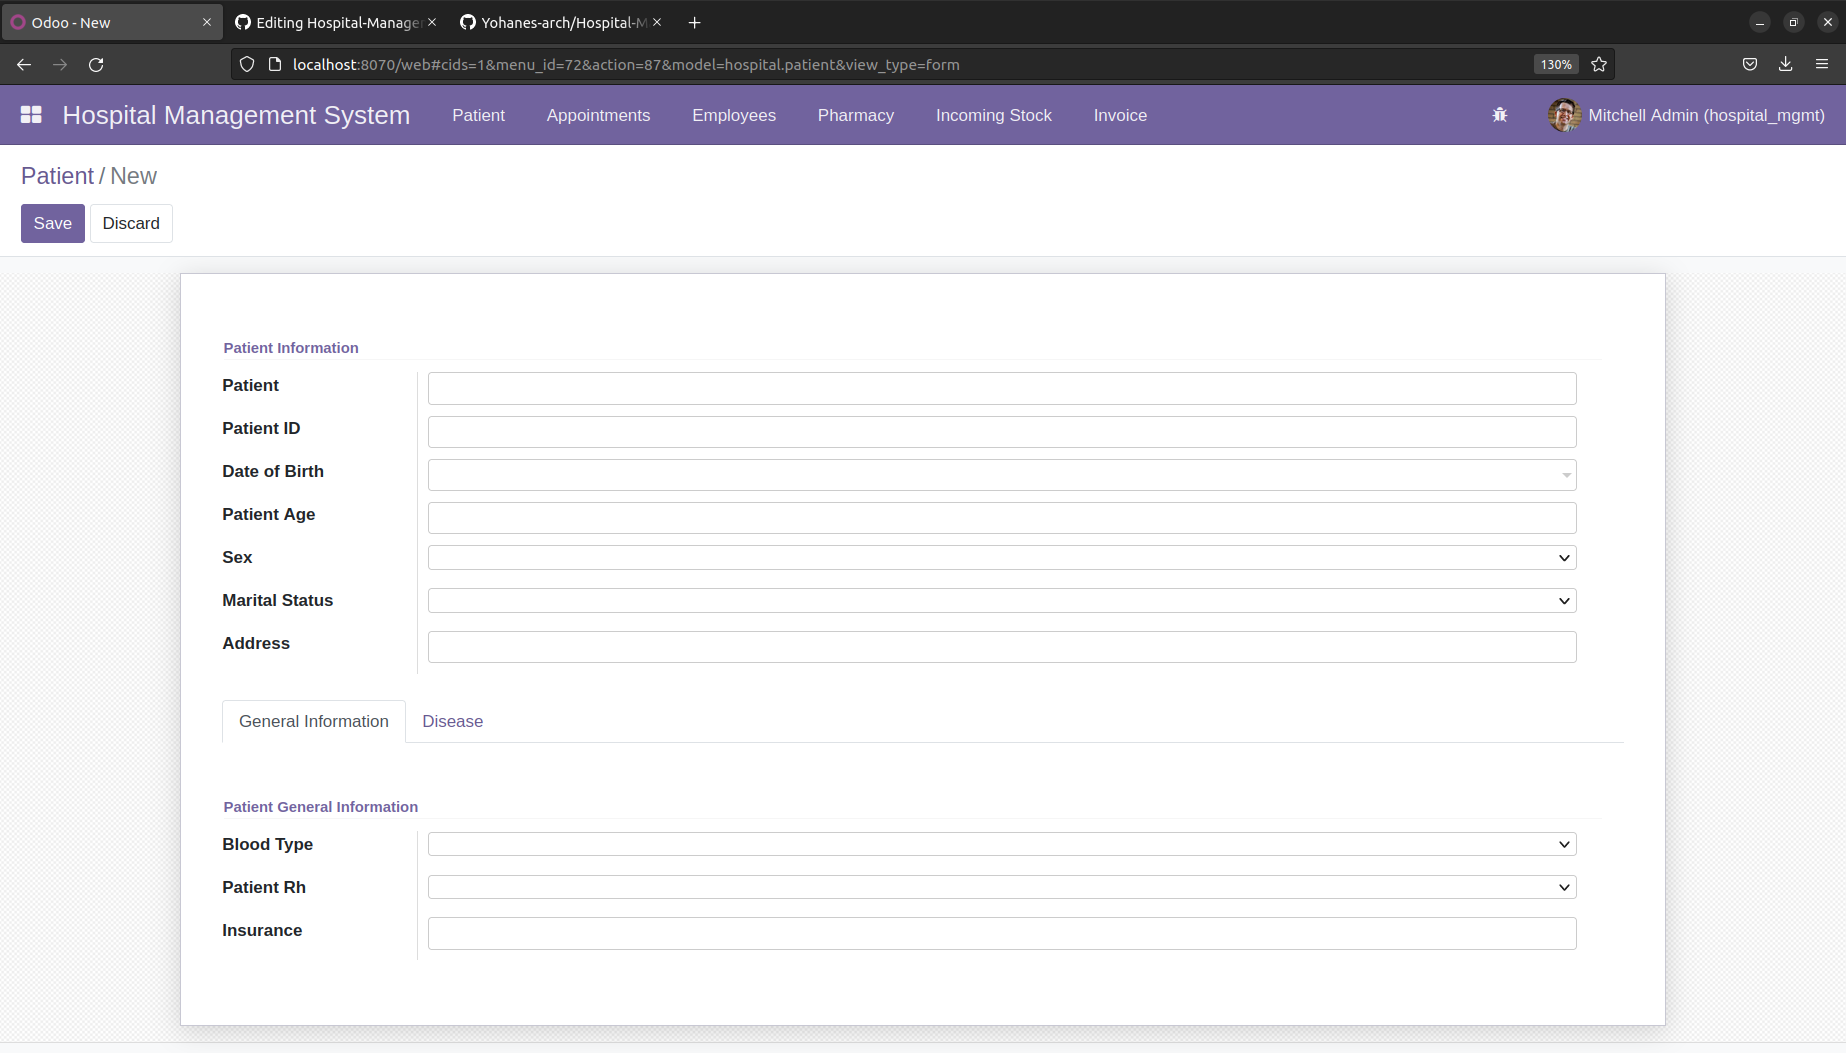 Odoo - New
Editing Hospital-Manage
Yohanes-arch/Hospital-M
localhost:8070/web#cids=1&menu_id=72&action=87&model=hospital.patient&view_type=form
130%
Hospital Management System
Patient
Appointments
Employees
Pharmacy
Incoming Stock
Invoice
Mitchell Admin (hospital_mgmt)
Patient / New
Save
Discard
Patient Information
Patient
Patient ID
Date of Birth
Patient Age
Sex
Marital Status
Address
General Information
Disease
Patient General Information
Blood Type
Patient Rh
Insurance